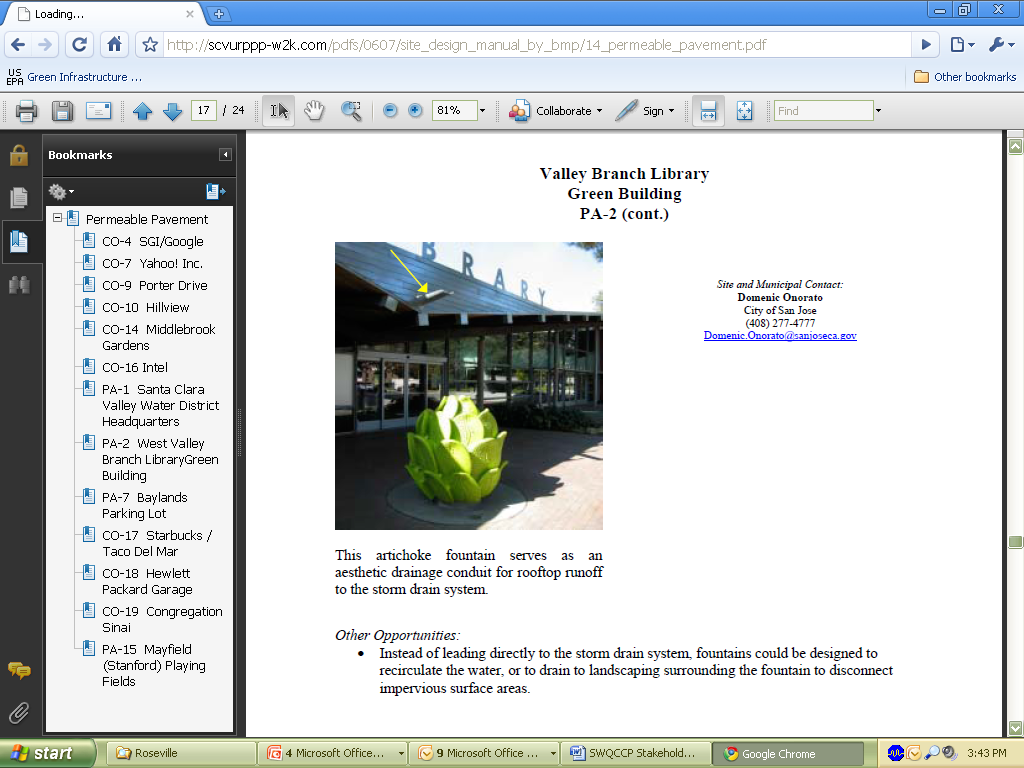 Loading...
http://scvurppp-w2k.com/pdfs/0607/site_design_manual_by_bmp/14_permeable_pavement.pdf
US
EPA Green Infrastructure ...
Other bookmarks
17 / 24
81%
Collaborate
Sign
Find
Bookmarks
Permeable Pavement
CO-4 SGI/Google
CO-7 Yahoo! Inc.
CO-9 Porter Drive
CO-10 Hillview
CO-14 Middlebrook
Gardens
CO-16 Intel
PA-1 Santa Clara
Valley Water District
Headquarters
PA-2 West Valley
Branch LibraryGreen
Building
PA-7 Baylands
Parking Lot
CO-17 Starbucks /
Taco Del Mar
CO-18 Hewlett
Packard Garage
CO-19 Congregation
Sinai
PA-15 Mayfield
(Stanford) Playing
Fields
Valley Branch Library
Green Building
PA-2 (cont.)
BRARY
Site and Municipal Contact:
Domenic Onorato
City of San Jose
(408) 277-4777
Domenic.Onorato@sanjoseca.gov
This artichoke fountain serves as an
aesthetic drainage conduit for rooftop runoff
to the storm drain system.
Other Opportunities:
• Instead of leading directly to the storm drain system, fountains could be designed to
recirculate the water, or to drain to landscaping surrounding the fountain to disconnect
impervious surface areas.
start
Roseville
4 Microsoft Office...
9 Microsoft Office ...
SWQCCP Stakehold...
Google Chrome
3:43 PM